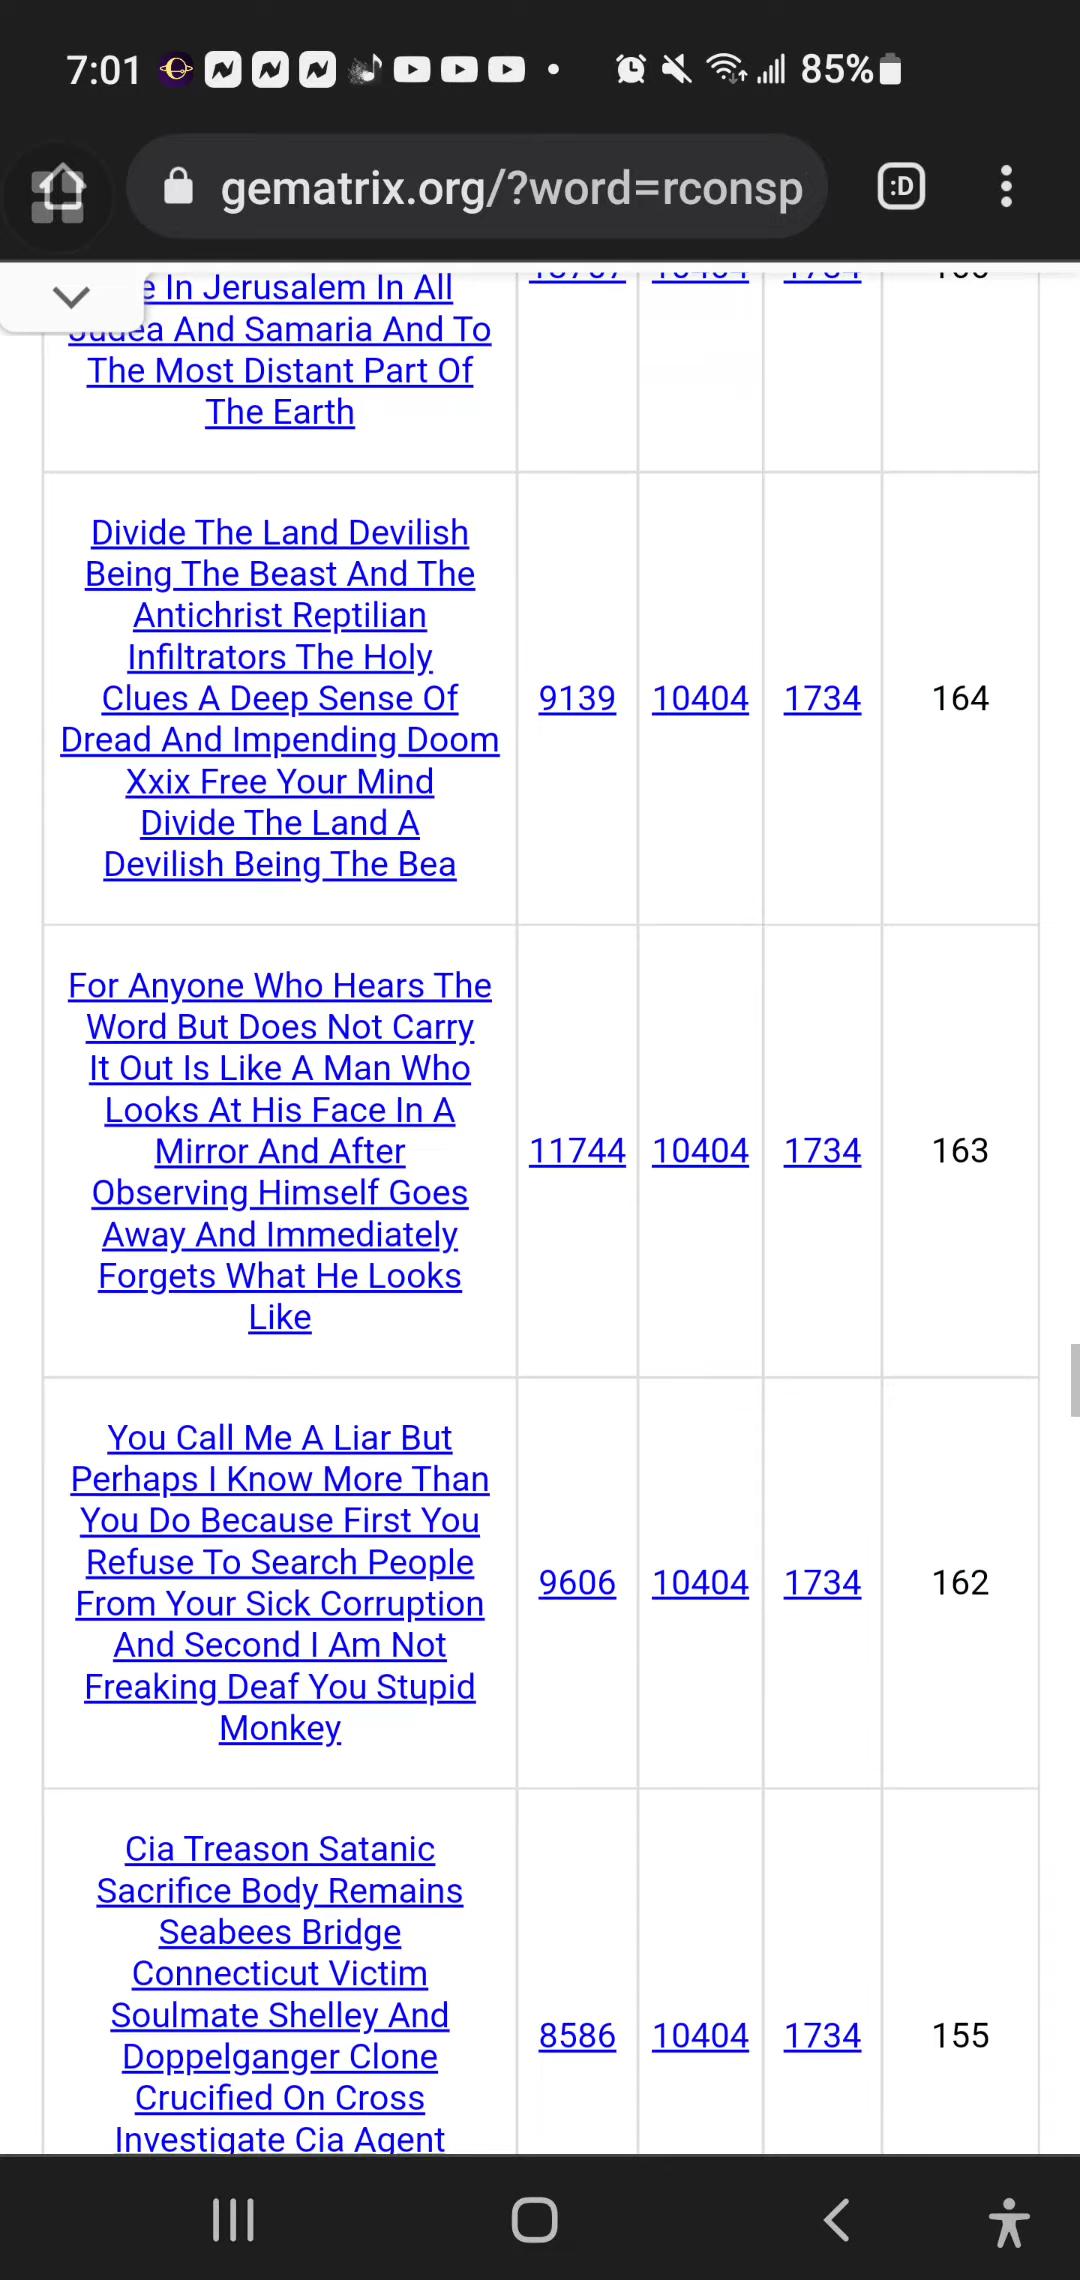 7:01
85%
gematrix.org/?word=rconsp
:D
e In Jerusalem In All
Judea And Samaria And To
The Most Distant Part Of
The Earth
10404 1734
Divide The Land Devilish
Being The Beast And The
Antichrist Reptilian
Infiltrators The Holy
Clues A Deep Sense Of
Dread And Impending Doom
Xxix Free Your Mind
Divide The Land A
Devilish Being The Bea
9139 10404 1734 164
For Anyone Who Hears The
Word But Does Not Carry
It Out Is Like A Man Who
Looks At His Face In A
Mirror And After
Observing Himself Goes
Away And Immediately
Forgets What He Looks
Like
11744 10404 1734 163
You Call Me A Liar But
Perhaps I Know More Than
You Do Because First You
Refuse To Search People
From Your Sick Corruption
And Second I Am Not
Freaking Deaf You Stupid
Monkey
9606 10404 1734 162
Cia Treason Satanic
Sacrifice Body Remains
Seabees Bridge
Connecticut Victim
Soulmate Shelley And
Doppelganger Clone
Crucified On Cross
Investigate Cia Agent
8586 10404 1734 155